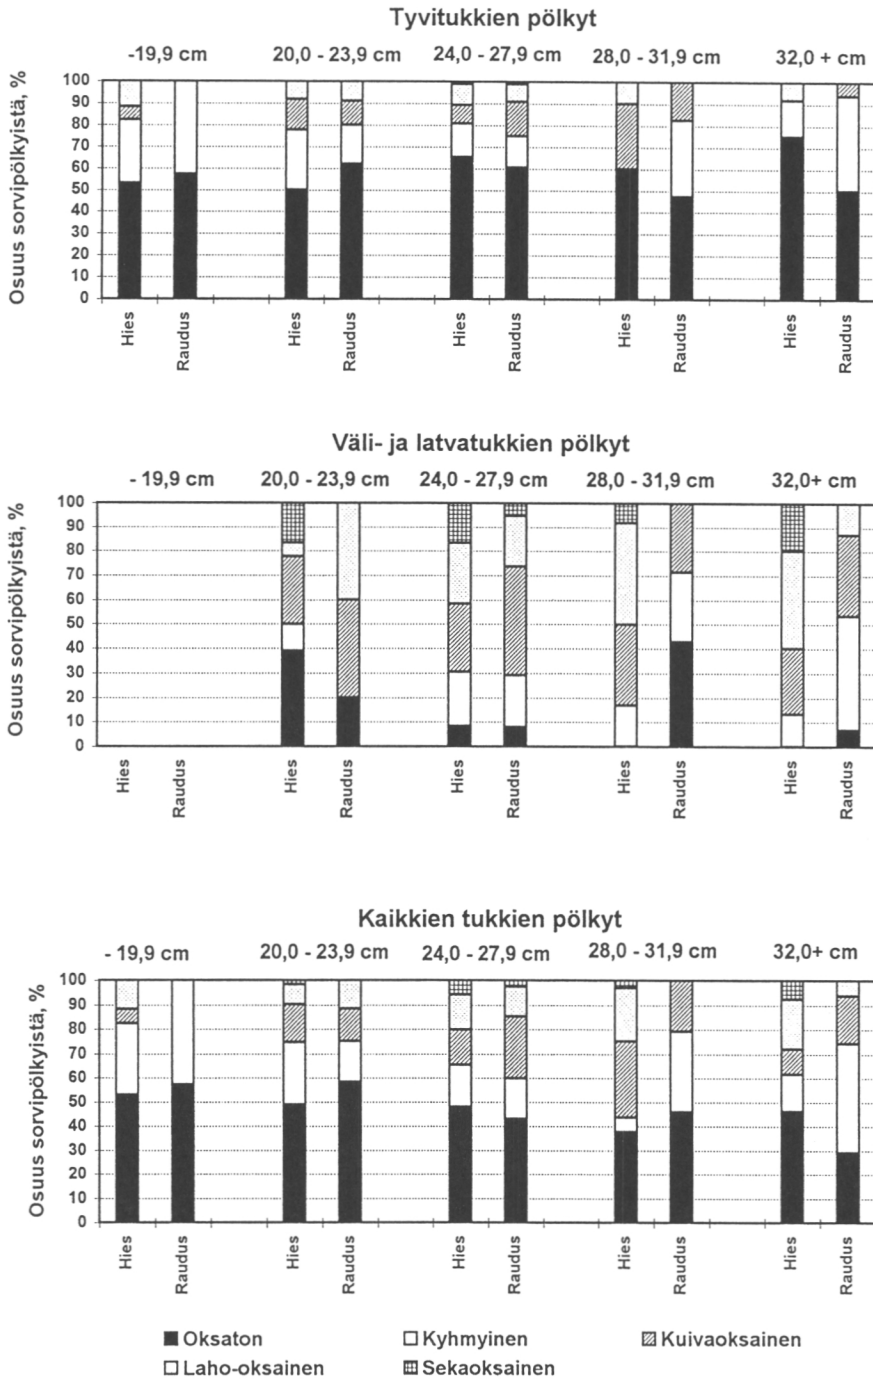 Tyvitukkien pölkyt
-19,9 cm 20,0 - 23,9 cm 24,0 - 27,9 cm 28,0 - 31,9 cm 32,0 + cm
Osuus sorvipölkyistä, %
100
90
80
70
60
50
40
30
20
10
0
Hies Raudus Hies Raudus Hies Raudus Hies Raudus Hies Raudus
Väli- ja latvatukkien pölkyt
- 19,9 cm 20,0 - 23,9 cm 24,0 - 27,9 cm 28,0 - 31,9 cm 32,0+ cm
Osuus sorvipölkyistä, %
100
90
80
70
60
50
40
30
20
10
0
Hies Raudus Hies Raudus Hies Raudus Hies Raudus Hies Raudus
Kaikkien tukkien pölkyt
- 19,9 cm 20,0 - 23,9 cm 24,0 - 27,9 cm 28,0 - 31,9 cm 32,0+ cm
Osuus sorvipölkyistä, %
100
90
80
70
60
50
40
30
20
10
0
Hies Raudus Hies Raudus Hies Raudus Hies Raudus Hies Raudus
Oksaton Kyhmyinen Kuivaoksainen
Laho-oksainen Sekaoksainen